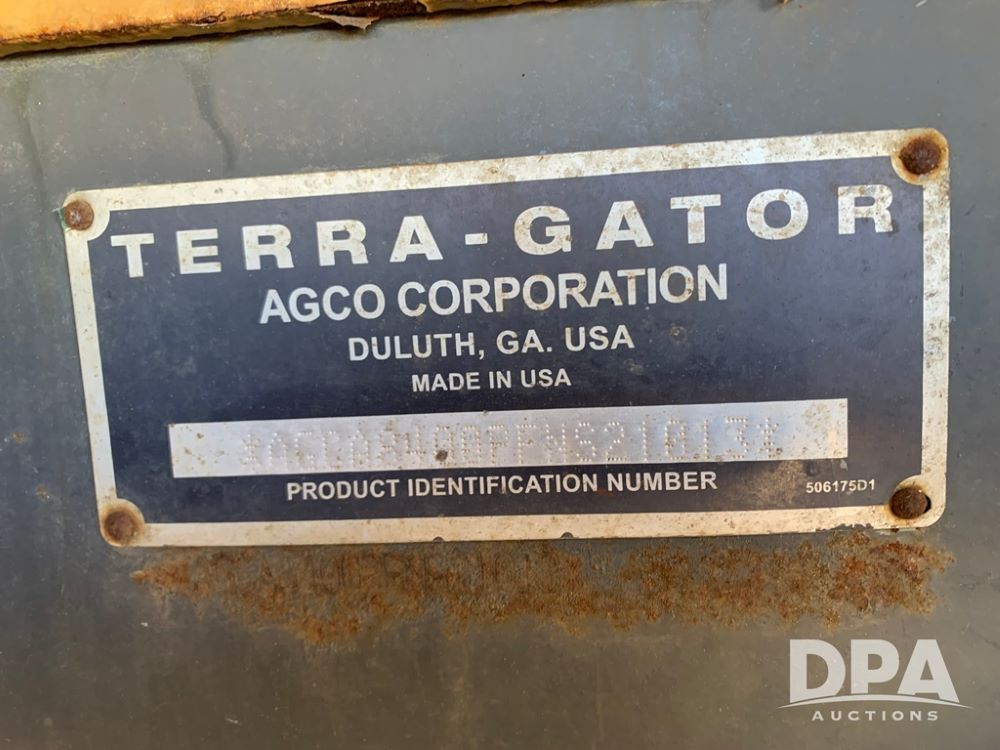 TERRA-GATOR
AGCO CORPORATION
DULUTH, GA. USA
MADE IN USA
PRODUCT IDENTIFICATION NUMBER 506175D1
DPA
AUCTIONS